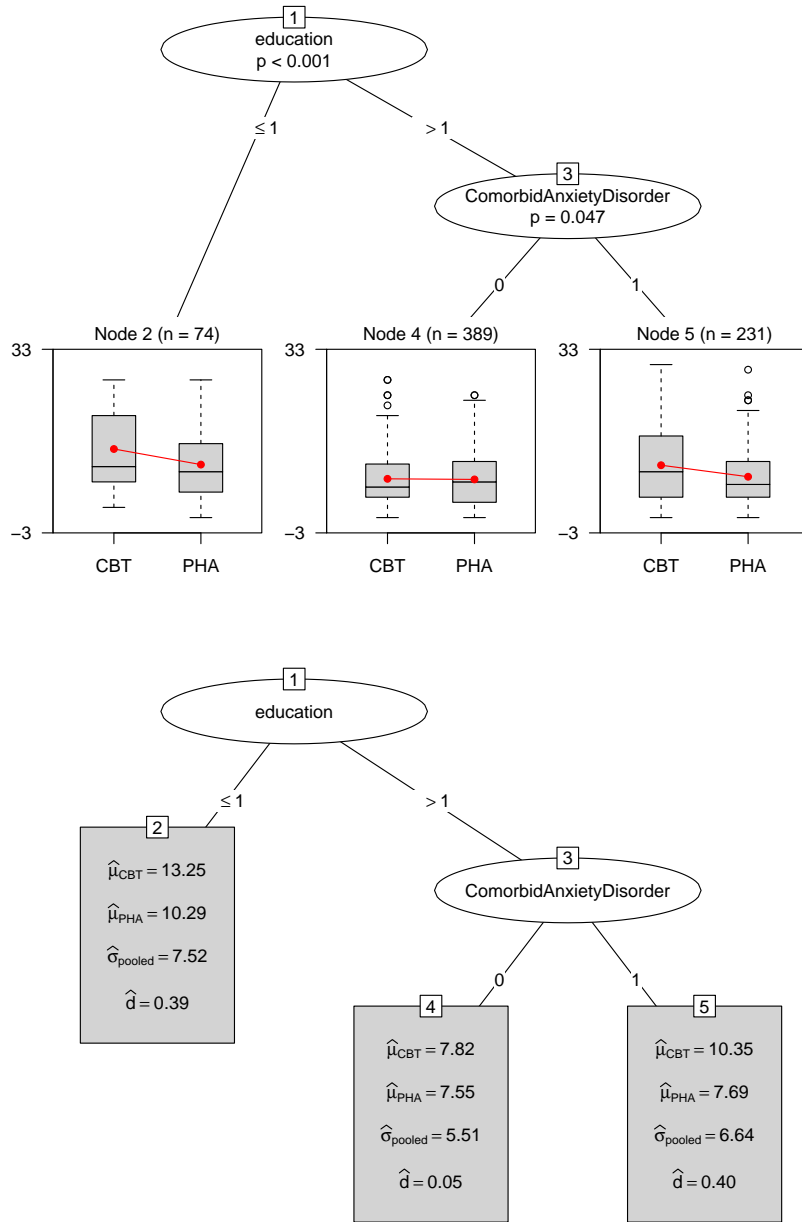 1
education
p < 0.001
≤ 1
> 1
3
ComorbidAnxietyDisorder
p = 0.047
0
1
Node 2 (n = 74)
33
−3
CBT PHA
Node 4 (n = 389)
33
−3
CBT PHA
Node 5 (n = 231)
33
−3
CBT PHA
1
education
≤ 1
> 1
2
μ̂CBT = 13.25
μ̂PHA = 10.29
σ̂pooled = 7.52
d̂ = 0.39
3
ComorbidAnxietyDisorder
0
1
4
μ̂CBT = 7.82
μ̂PHA = 7.55
σ̂pooled = 5.51
d̂ = 0.05
5
μ̂CBT = 10.35
μ̂PHA = 7.69
σ̂pooled = 6.64
d̂ = 0.40